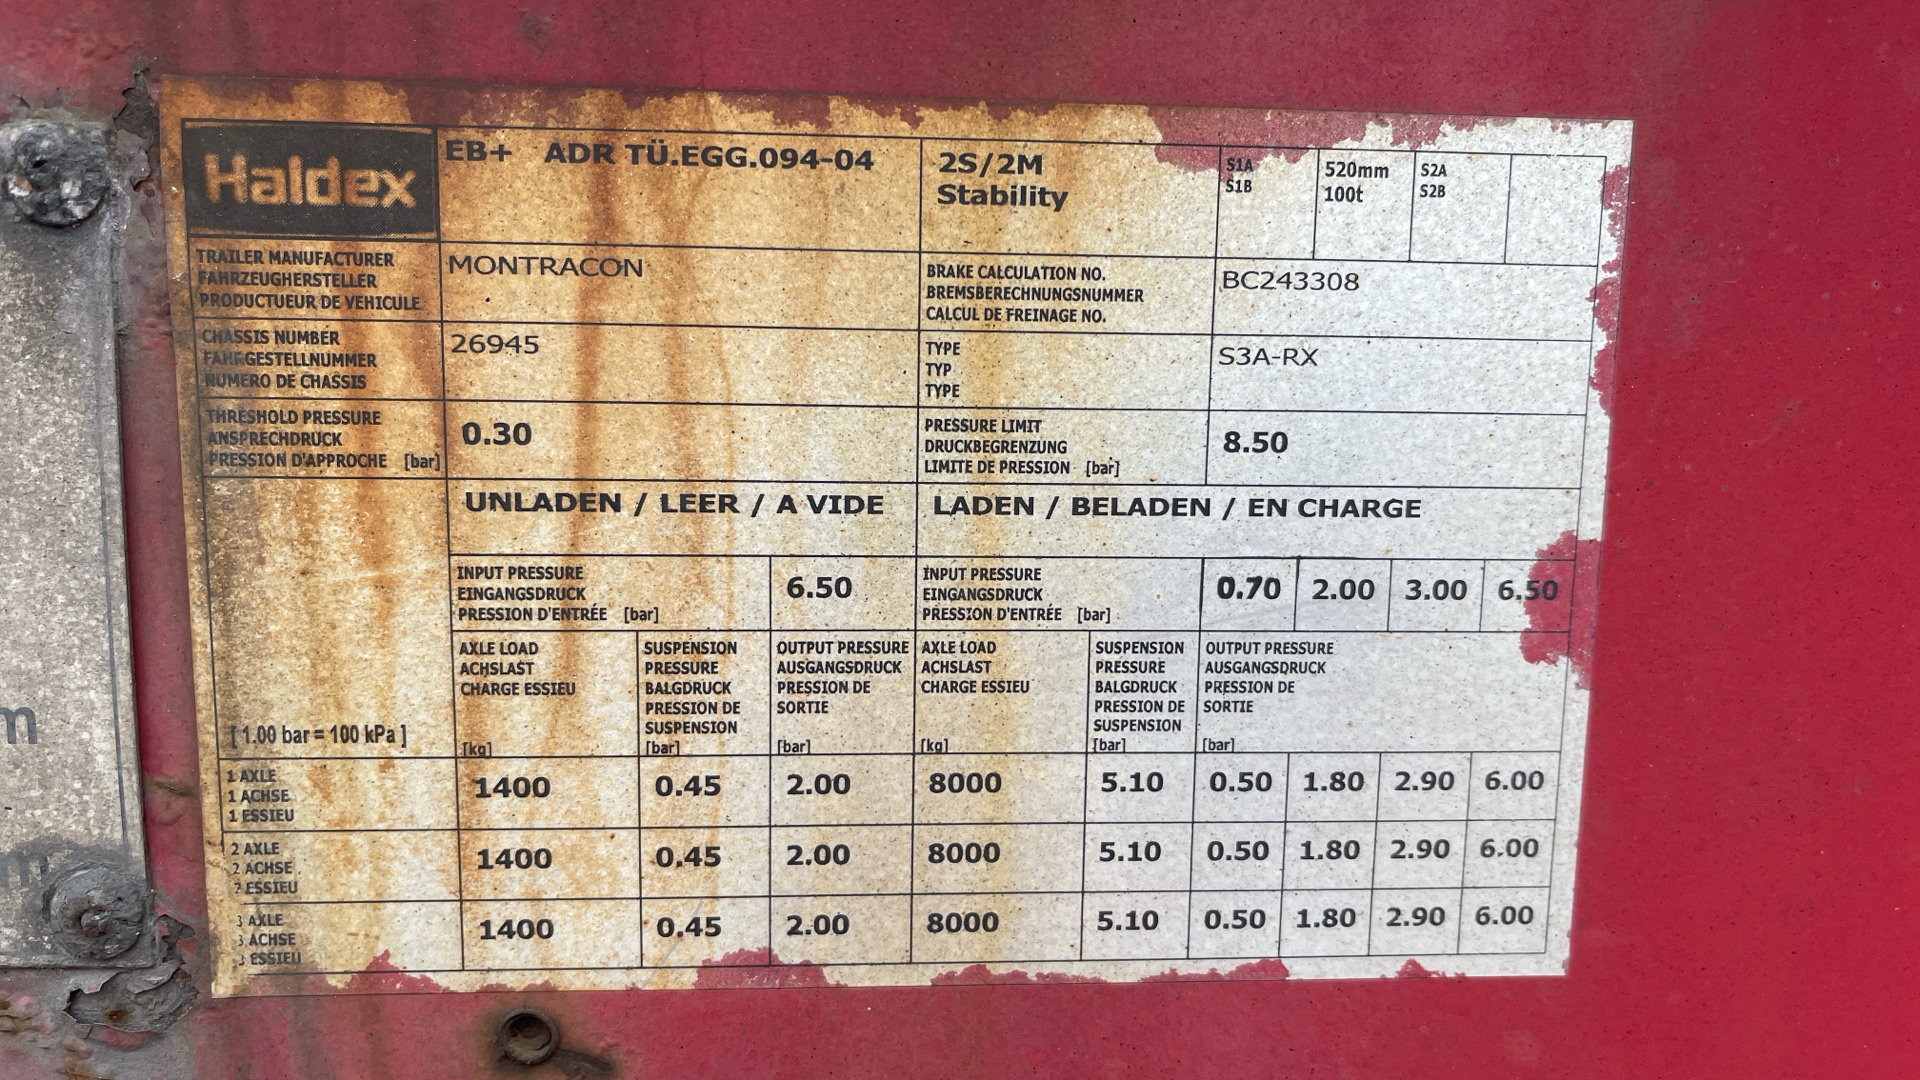 Haldex
EB+ ADR TÜ.EGG.094-04
2S/2M
Stability
S1A
S1B
520mm
100t
S2A
S2B
TRAILER MANUFACTURER
FAHRZEUGHERSTELLER
PRODUCTUEUR DE VEHICULE
MONTRACON
BRAKE CALCULATION NO.
BREMSBERECHNUNGSNUMMER
CALCUL DE FREINAGE NO.
BC243308
CHASSIS NUMBER
FAHRGESTELLNUMMER
NUMERO DE CHASSIS
26945
TYPE
TYP
TYPE
S3A-RX
THRESHOLD PRESSURE
ANSPRECHDRUCK
PRESSION D'APPROCHE [bar]
0.30
PRESSURE LIMIT
DRUCKBEGRENZUNG
LIMITE DE PRESSION [bar]
8.50
UNLADEN / LEER / A VIDE
LADEN / BELADEN / EN CHARGE
INPUT PRESSURE
EINGANGSDRUCK
PRESSION D'ENTRÉE [bar]
6.50
INPUT PRESSURE
EINGANGSDRUCK
PRESSION D'ENTRÉE [bar]
0.70 2.00 3.00 6.50
[ 1.00 bar = 100 kPa ]
AXLE LOAD
ACHSLAST
CHARGE ESSIEU
[kg]
SUSPENSION
PRESSURE
BALGDRUCK
PRESSION DE
SUSPENSION
[bar]
OUTPUT PRESSURE
AUSGANGSDRUCK
PRESSION DE
SORTIE
[bar]
AXLE LOAD
ACHSLAST
CHARGE ESSIEU
[kg]
SUSPENSION
PRESSURE
BALGDRUCK
PRESSION DE
SUSPENSION
[bar]
OUTPUT PRESSURE
AUSGANGSDRUCK
PRESSION DE
SORTIE
[bar]
1 AXLE
1 ACHSE
1 ESSIEU
1400 0.45 2.00 8000 5.10 0.50 1.80 2.90 6.00
2 AXLE
2 ACHSE
2 ESSIEU
1400 0.45 2.00 8000 5.10 0.50 1.80 2.90 6.00
3 AXLE
3 ACHSE
3 ESSIEU
1400 0.45 2.00 8000 5.10 0.50 1.80 2.90 6.00
m
m